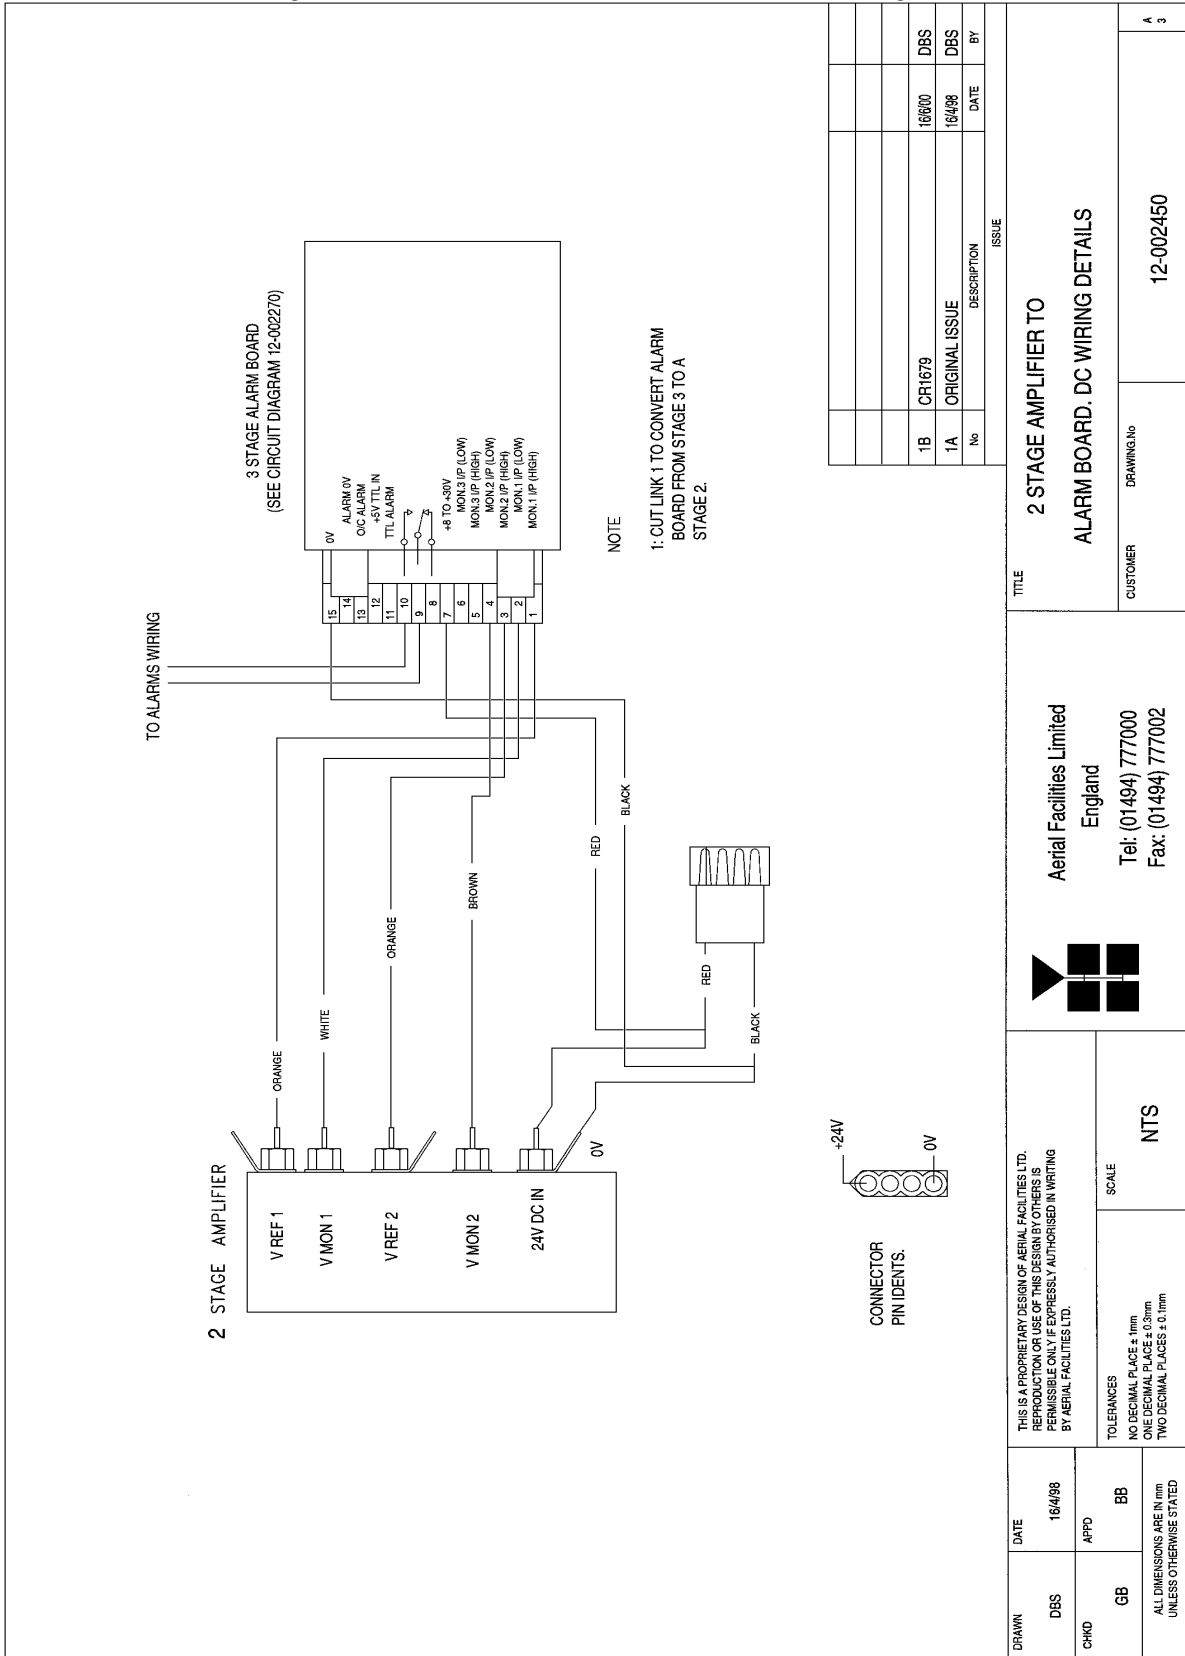 TO ALARMS WIRING
3 STAGE ALARM BOARD
(SEE CIRCUIT DIAGRAM 12-002270)
0V
ALARM 0V
O/C ALARM
+5V TTL IN
TTL ALARM
+8 TO +30V
MON.3 I/P (LOW)
MON.3 I/P (HIGH)
MON.2 I/P (LOW)
MON.2 I/P (HIGH)
MON.1 I/P (LOW)
MON.1 I/P (HIGH)
15
14
13
12
11
10
9
8
7
6
5
4
3
2
1
2 STAGE AMPLIFIER
V REF 1
V MON 1
V REF 2
V MON 2
24V DC IN
0V
ORANGE
WHITE
ORANGE
BROWN
RED
BLACK
RED
BLACK
NOTE
1: CUT LINK 1 TO CONVERT ALARM
BOARD FROM STAGE 3 TO A
STAGE 2.
CONNECTOR
PIN IDENTS.
+24V
0V
1B CR1679 16/6/00 DBS
1A ORIGINAL ISSUE 16/4/98 DBS
No DESCRIPTION DATE BY
ISSUE
DRAWN
DBS
DATE
16/4/98
CHKD
GB
APPD
BB
ALL DIMENSIONS ARE IN mm
UNLESS OTHERWISE STATED
THIS IS A PROPRIETARY DESIGN OF AERIAL FACILITIES LTD.
REPRODUCTION OR USE OF THIS DESIGN BY OTHERS IS
PERMISSIBLE ONLY IF EXPRESSLY AUTHORISED IN WRITING
BY AERIAL FACILITIES LTD.
TOLERANCES
NO DECIMAL PLACE ± 1mm
ONE DECIMAL PLACE ± 0.3mm
TWO DECIMAL PLACES ± 0.1mm
SCALE
NTS
Aerial Facilities Limited
England
Tel: (01494) 777000
Fax: (01494) 777002
TITLE
2 STAGE AMPLIFIER TO
ALARM BOARD. DC WIRING DETAILS
CUSTOMER
DRAWING.No
12-002450
A
3